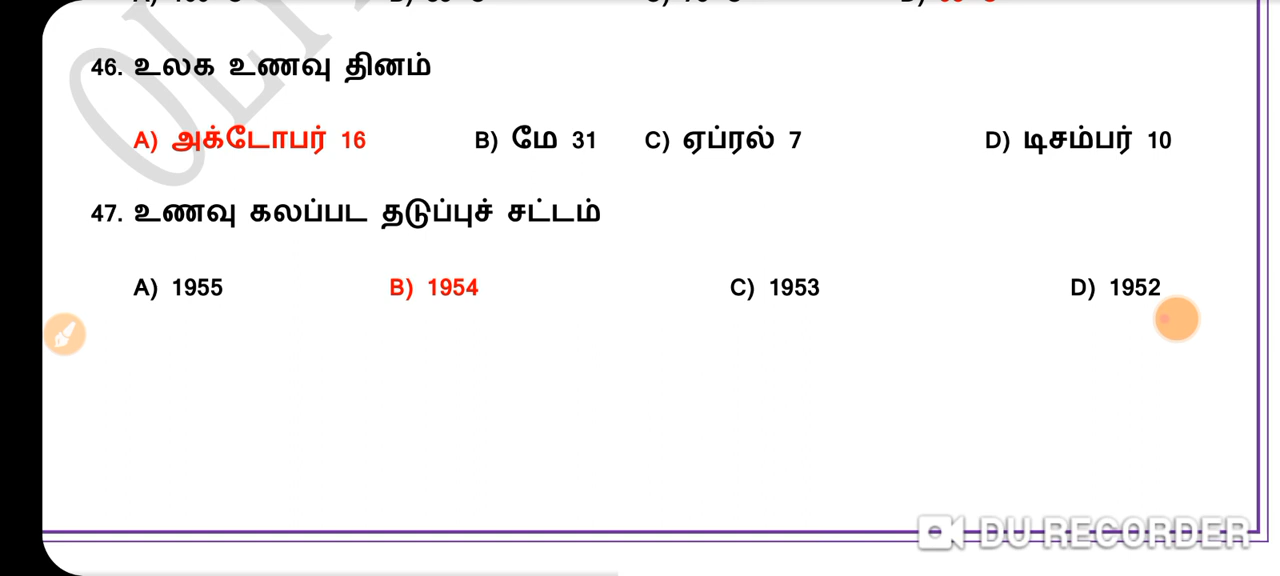 46. உலக உணவு தினம்
A) அக்டோபர் 16 B) மே 31 C) ஏப்ரல் 7 D) டிசம்பர் 10
47. உணவு கலப்பட தடுப்புச் சட்டம்
A) 1955 B) 1954 C) 1953 D) 1952
DU RECORDER